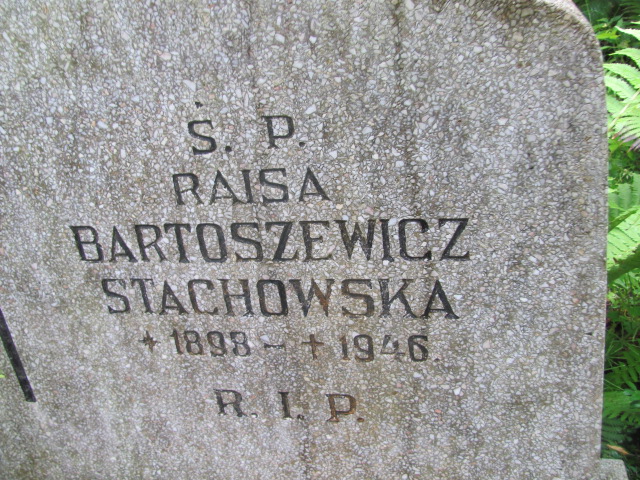 Ś. P.
RAISA
BARTOSZEWICZ
STACHOWSKA
* 1898 - † 1946.
R. I. P.